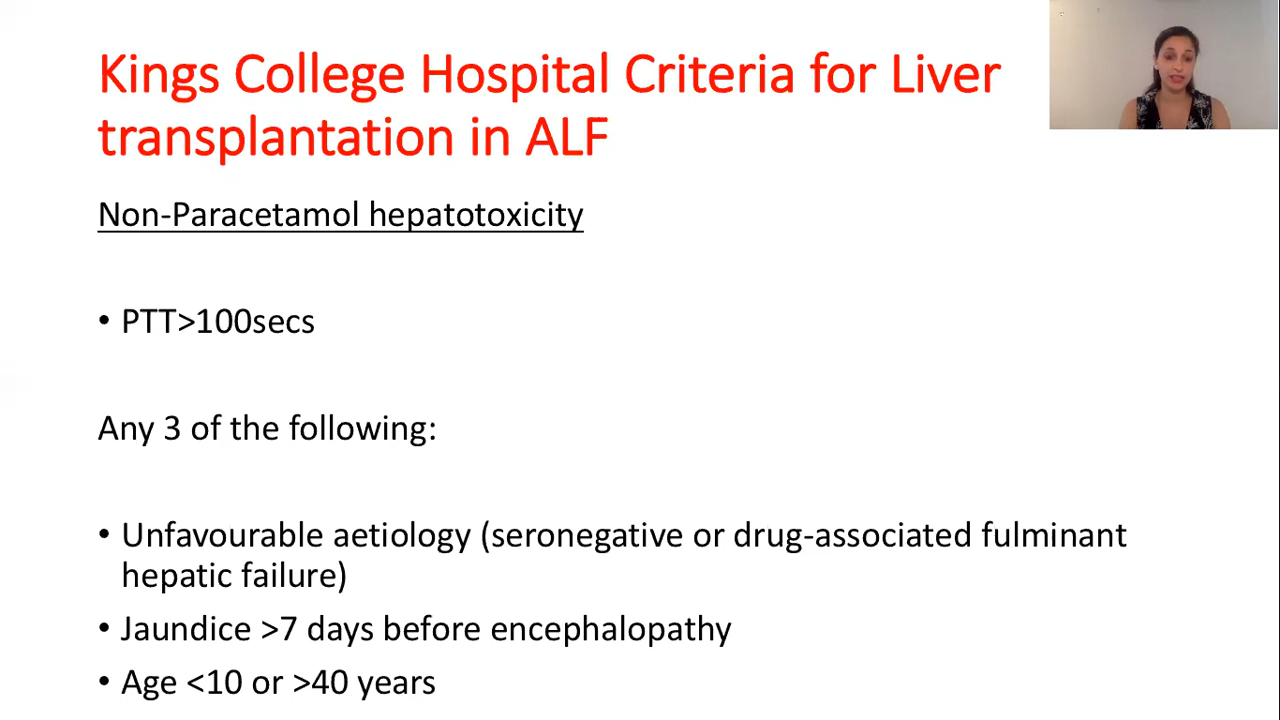 Kings College Hospital Criteria for Liver
transplantation in ALF
Non-Paracetamol hepatotoxicity
• PTT>100secs
Any 3 of the following:
• Unfavourable aetiology (seronegative or drug-associated fulminant
hepatic failure)
• Jaundice >7 days before encephalopathy
• Age <10 or >40 years